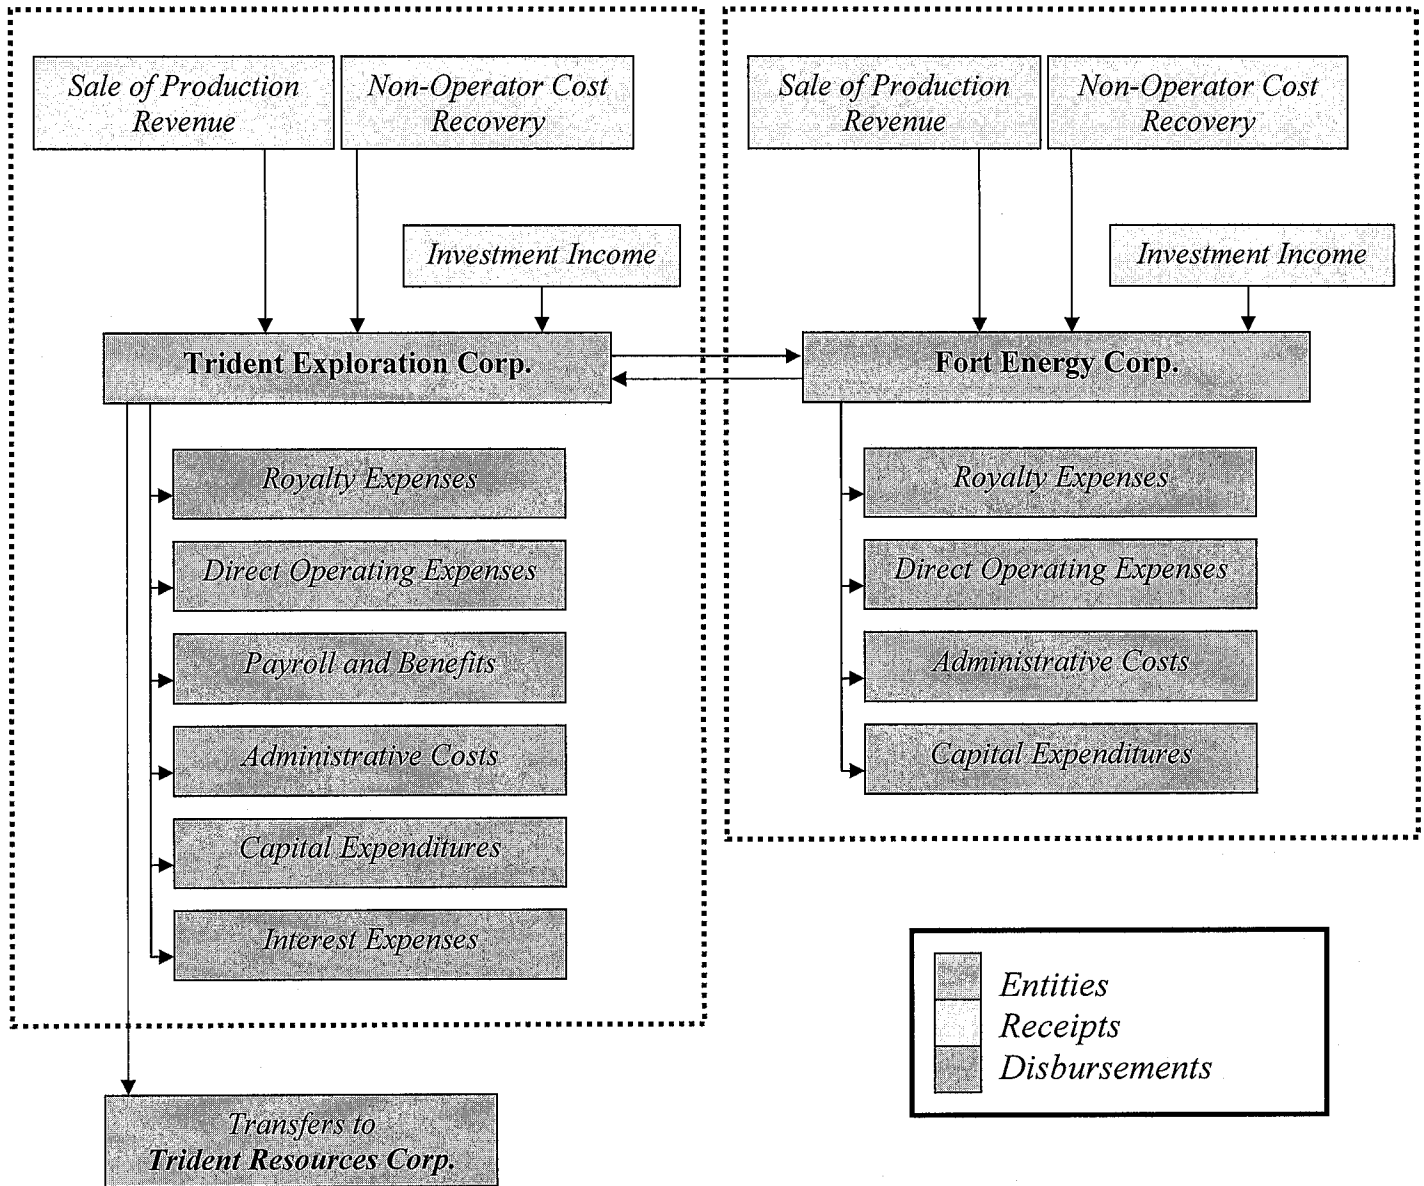 Sale of Production
Revenue
Non-Operator Cost
Recovery
Investment Income
Trident Exploration Corp.
Royalty Expenses
Direct Operating Expenses
Payroll and Benefits
Administrative Costs
Capital Expenditures
Interest Expenses
Transfers to
Trident Resources Corp.
Sale of Production
Revenue
Non-Operator Cost
Recovery
Investment Income
Fort Energy Corp.
Royalty Expenses
Direct Operating Expenses
Administrative Costs
Capital Expenditures
Entities
Receipts
Disbursements